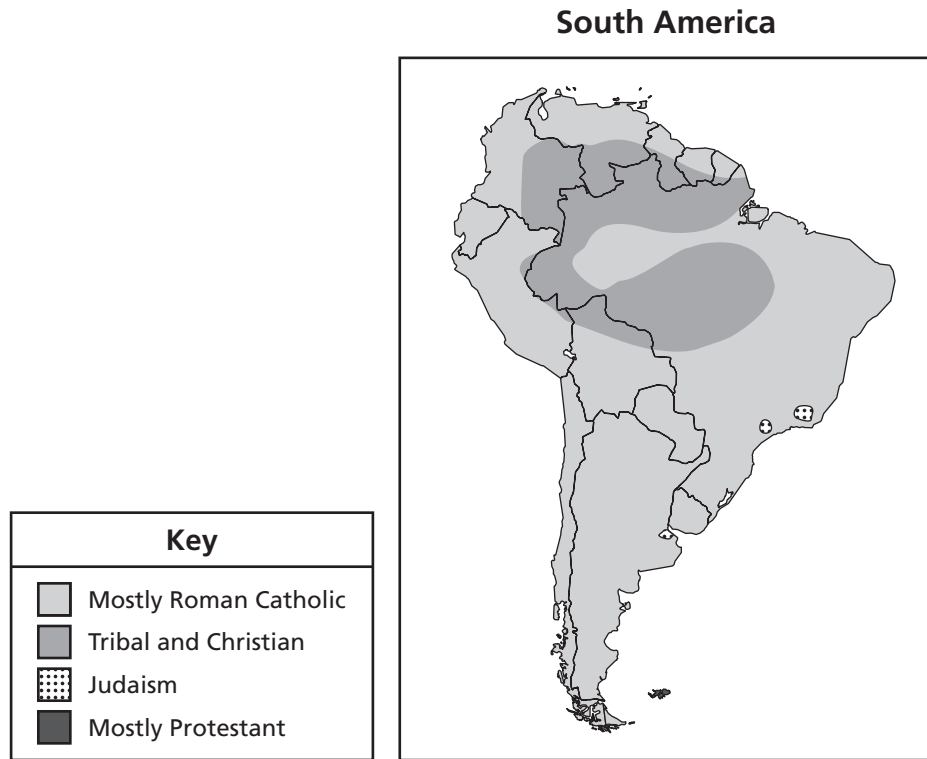 South America
Key
Mostly Roman Catholic
Tribal and Christian
Judaism
Mostly Protestant